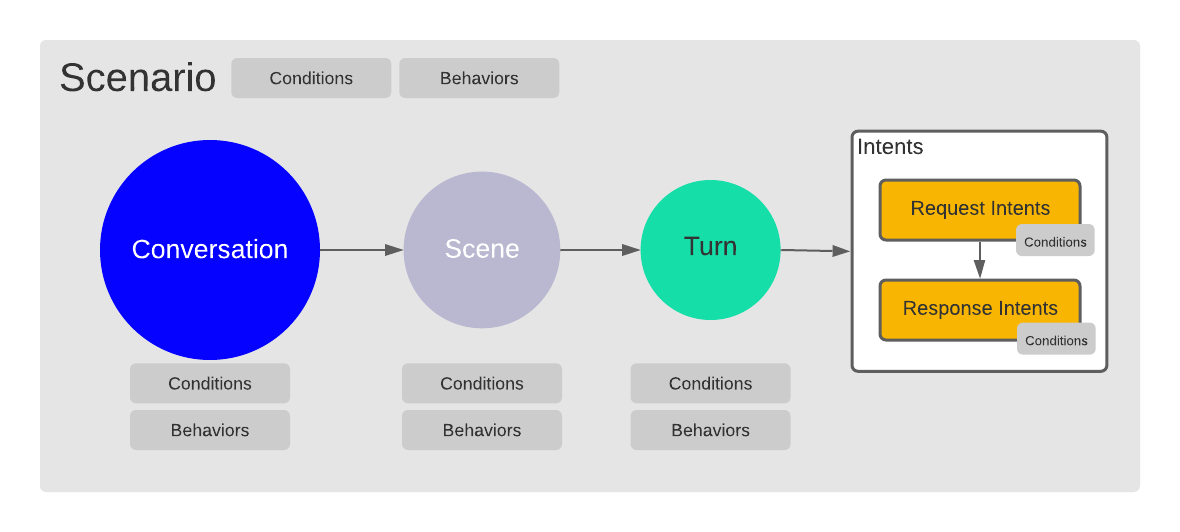 Scenario
Conditions
Behaviors
Conversation
Scene
Turn
Intents
Request Intents
Conditions
Response Intents
Conditions
Conditions
Behaviors
Conditions
Behaviors
Conditions
Behaviors